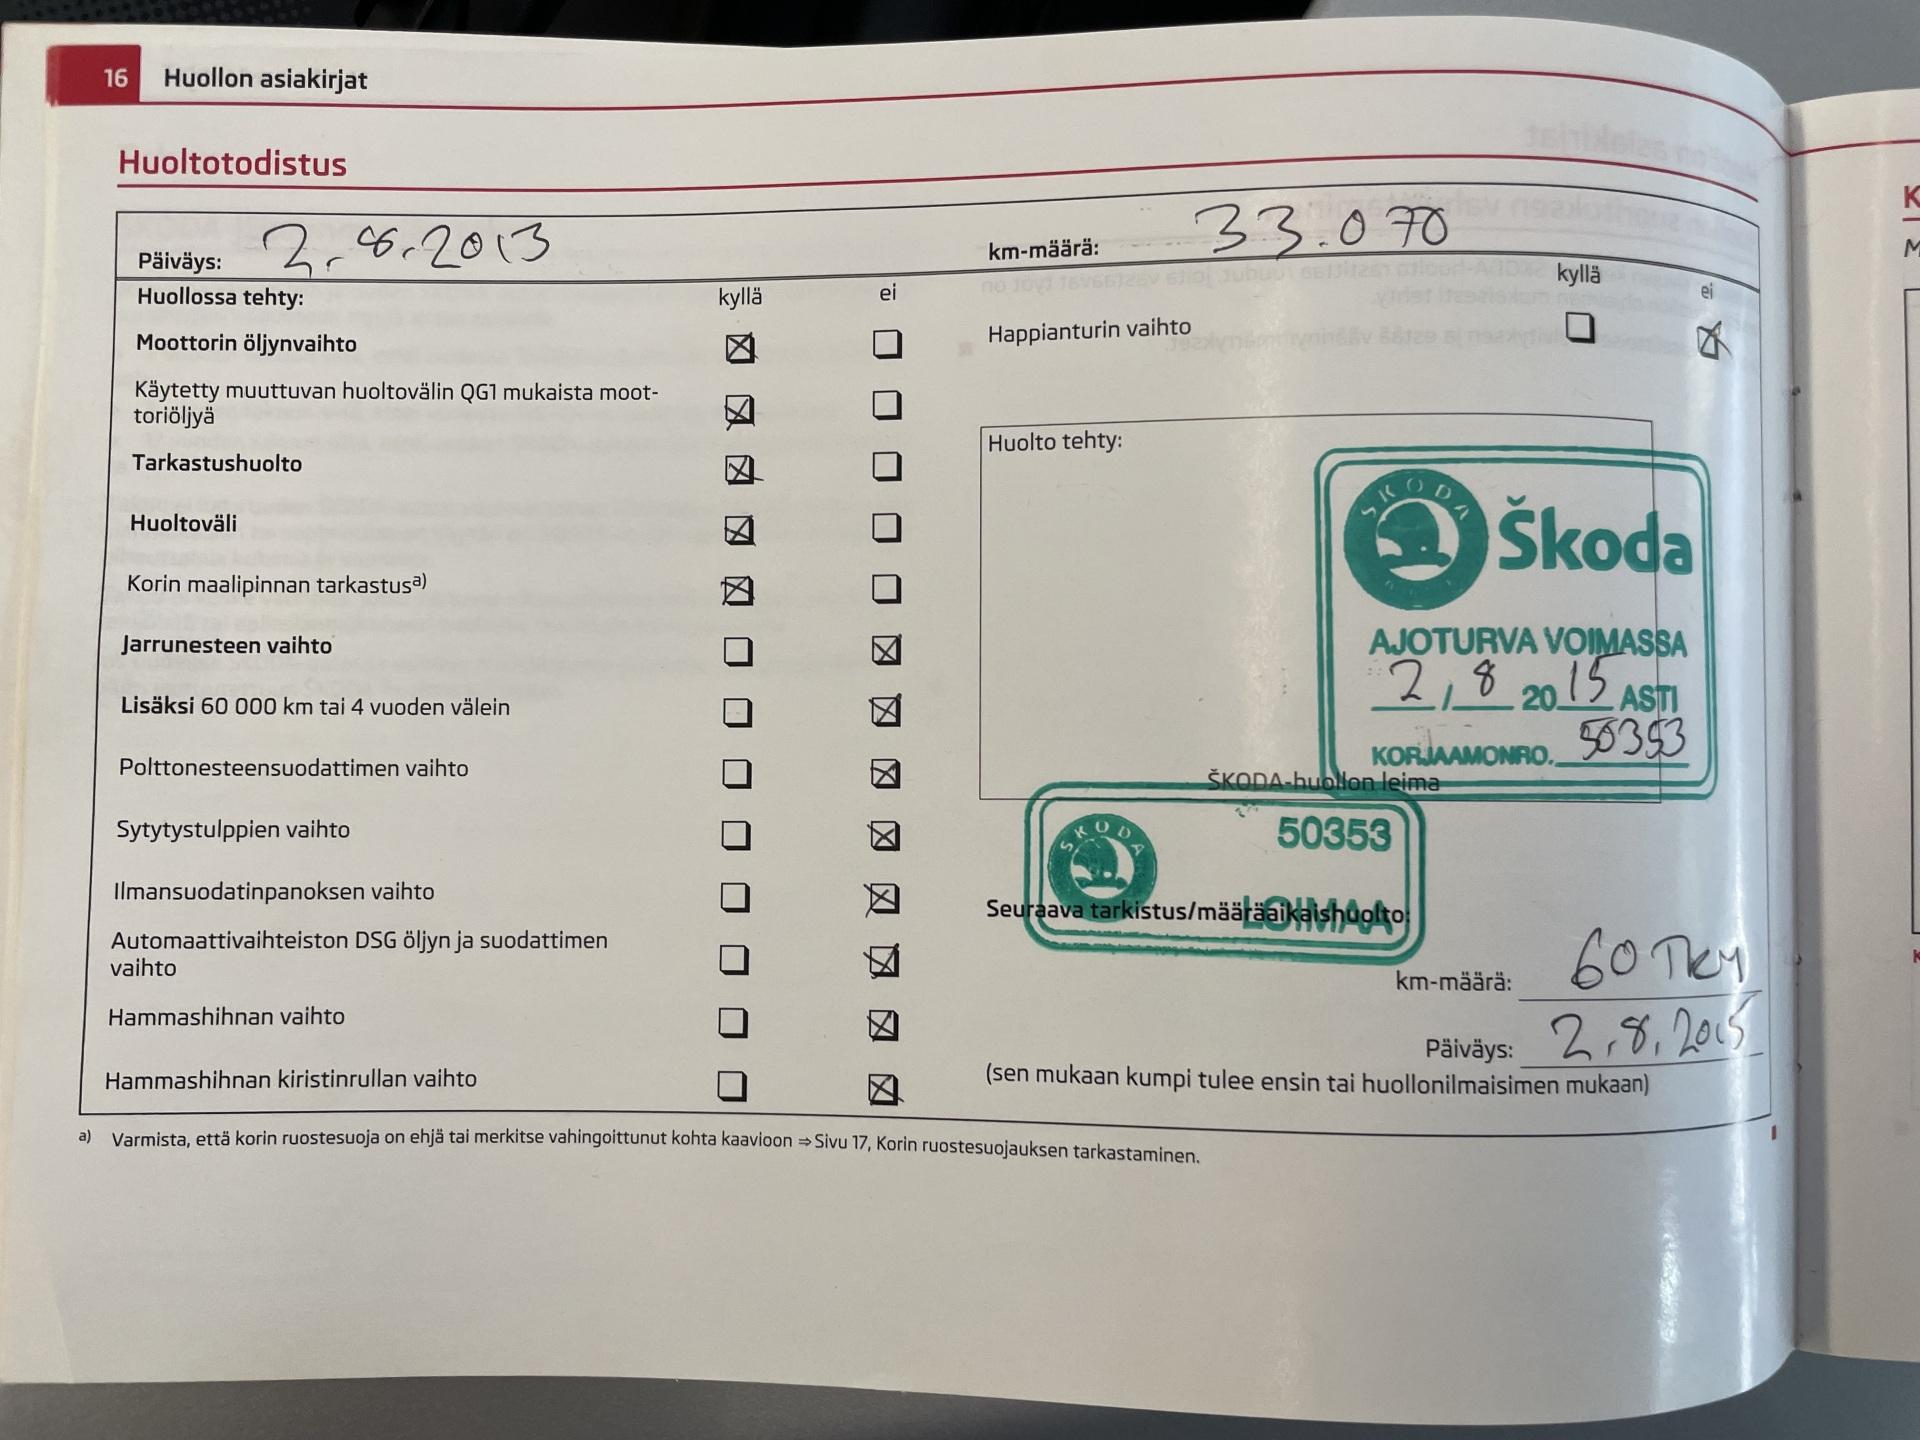 16 Huollon asiakirjat
Huoltotodistus
Päiväys: 2.8.2013
km-määrä: 33.070
Huollossa tehty: kyllä ei
Moottorin öljynvaihto
Käytetty muuttuvan huoltovälin QG1 mukaista moot-
toriöljyä
Tarkastushuolto
Huoltoväli
Korin maalipinnan tarkastusa)
Jarrunesteen vaihto
Lisäksi 60 000 km tai 4 vuoden välein
Polttonesteensuodattimen vaihto
Sytytystulppien vaihto
Ilmansuodatinpanoksen vaihto
Automaattivaihteiston DSG öljyn ja suodattimen
vaihto
Hammashihnan vaihto
Hammashihnan kiristinrullan vaihto
kyllä ei
Happianturin vaihto
Huolto tehty:
SKODA
Škoda
AJOTURVA VOIMASSA
2/8 2015 ASTI
KORJAAMONRO. 50353
ŠKODA-huollon leima
SKODA
50353
LOIMAA
Seuraava tarkistus/määräaikaishuolto:
km-määrä: 60 TKM
Päiväys: 2.8.2015
(sen mukaan kumpi tulee ensin tai huollonilmaisimen mukaan)
a) Varmista, että korin ruostesuoja on ehjä tai merkitse vahingoittunut kohta kaavioon ⇒ Sivu 17, Korin ruostesuojauksen tarkastaminen.
K
M